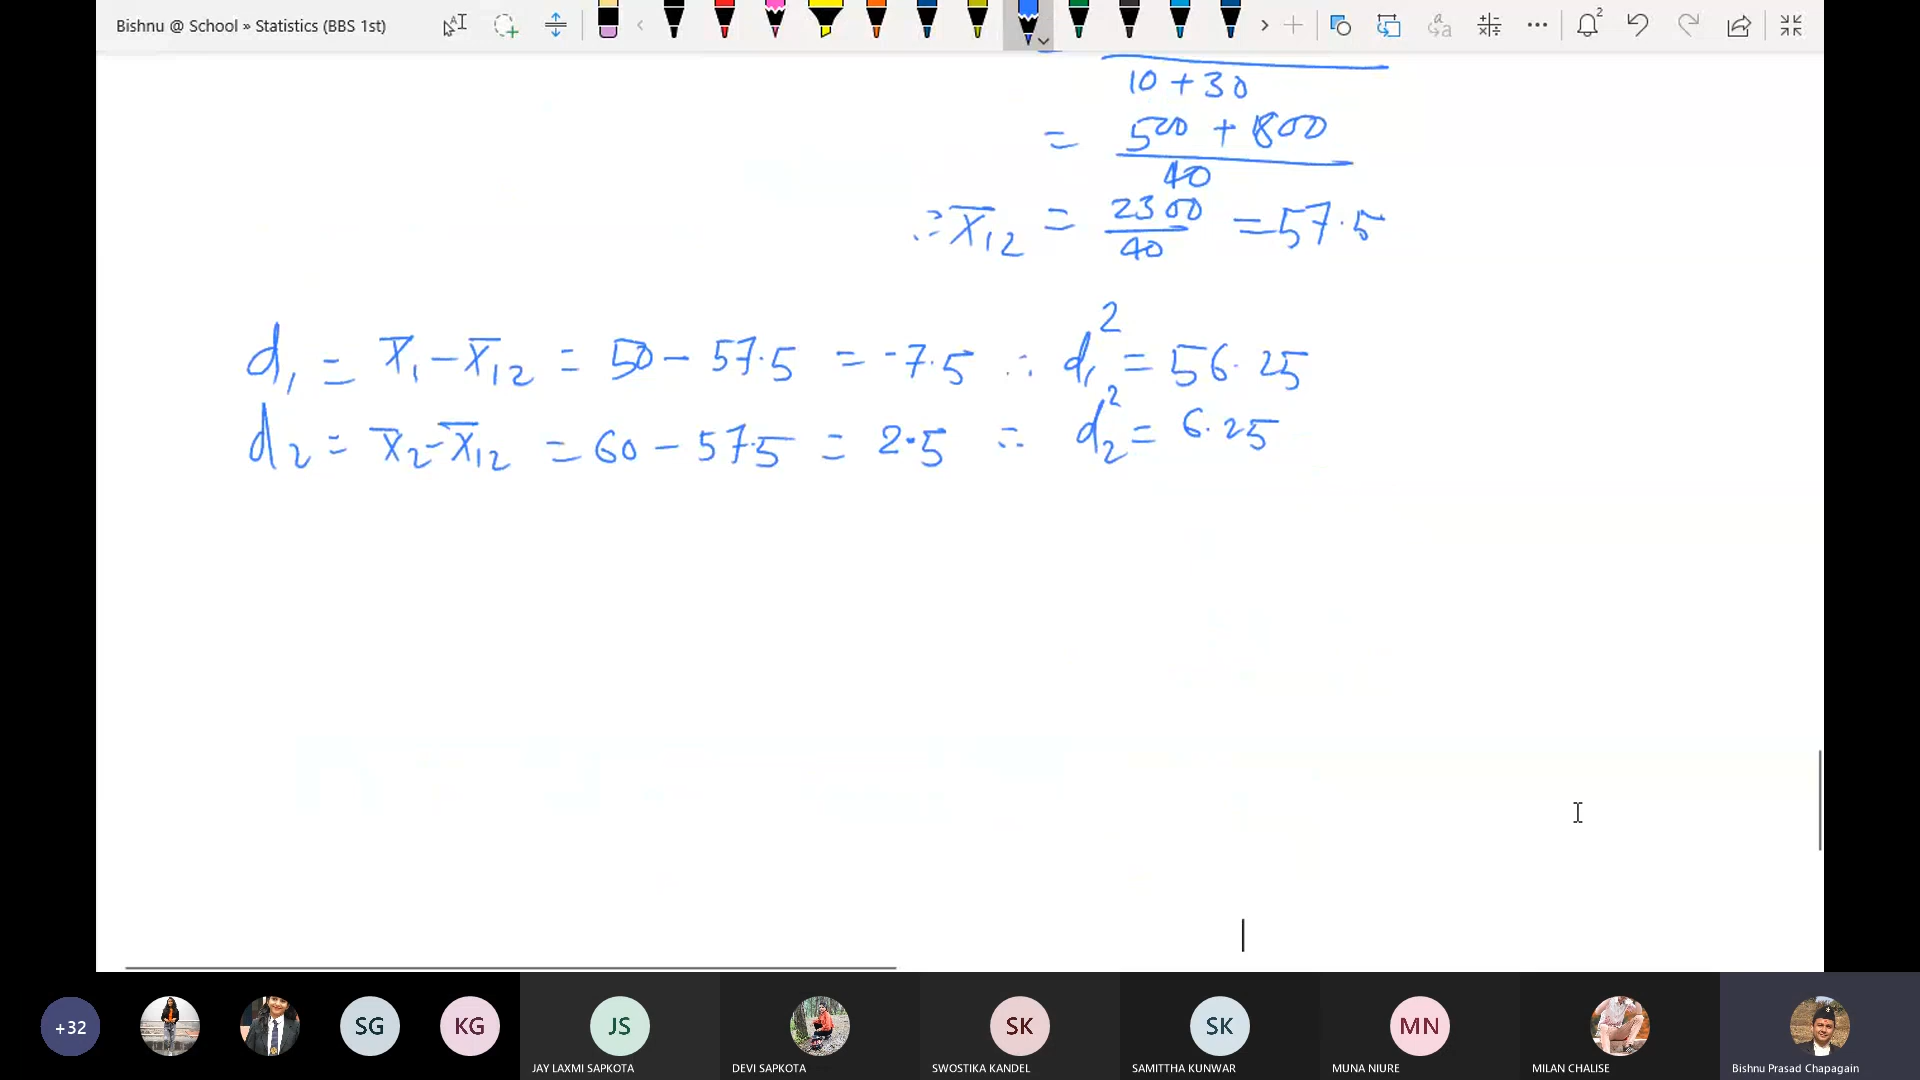 Bishnu @ School » Statistics (BBS 1st)
2
10 + 30
= 500 + 800
40
∴ x̄₁₂ = 2300/40 = 57.5
d₁ = x̄₁ - x̄₁₂ = 50 - 57.5 = -7.5 ∴ d₁² = 56.25
d₂ = x̄₂ - x̄₁₂ = 60 - 57.5 = 2.5 ∴ d₂² = 6.25
+32
SG
KG
JS
SK
SK
MN
JAY LAXMI SAPKOTA
DEVI SAPKOTA
SWOSTIKA KANDEL
SAMITTHA KUNWAR
MUNA NIURE
MILAN CHALISE
Bishnu Prasad Chapagain